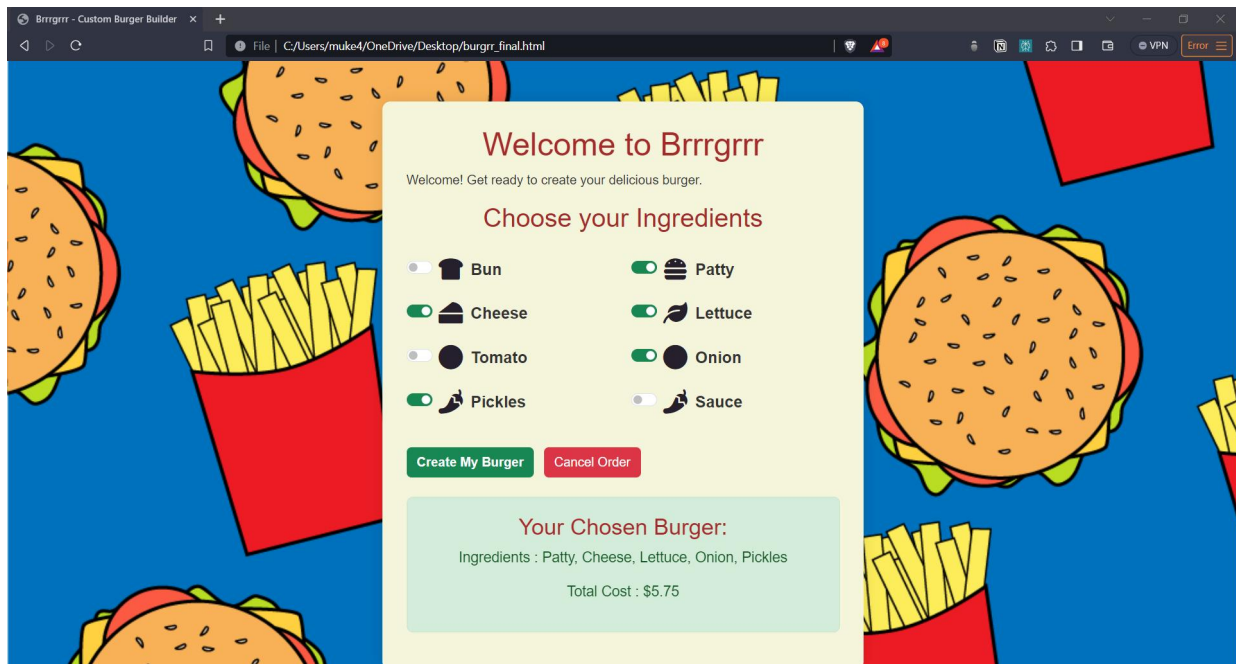 Brrrgrrr - Custom Burger Builder
File | C:/Users/muke4/OneDrive/Desktop/burgrr_final.html
VPN
Error
Welcome to Brrrgrrr
Welcome! Get ready to create your delicious burger.
Choose your Ingredients
Bun Patty
Cheese Lettuce
Tomato Onion
Pickles Sauce
Create My Burger Cancel Order
Your Chosen Burger:
Ingredients : Patty, Cheese, Lettuce, Onion, Pickles
Total Cost : $5.75